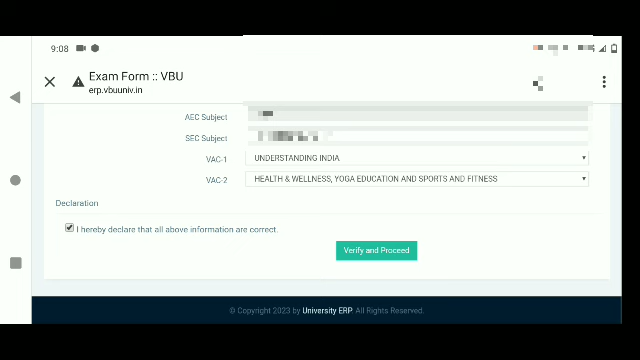 9:08
Exam Form :: VBU
erp.vbuuniv.in
AEC Subject
SEC Subject
VAC-1 UNDERSTANDING INDIA
VAC-2 HEALTH & WELLNESS, YOGA EDUCATION AND SPORTS AND FITNESS
Declaration
I hereby declare that all above information are correct.
Verify and Proceed
© Copyright 2023 by University ERP. All Rights Reserved.